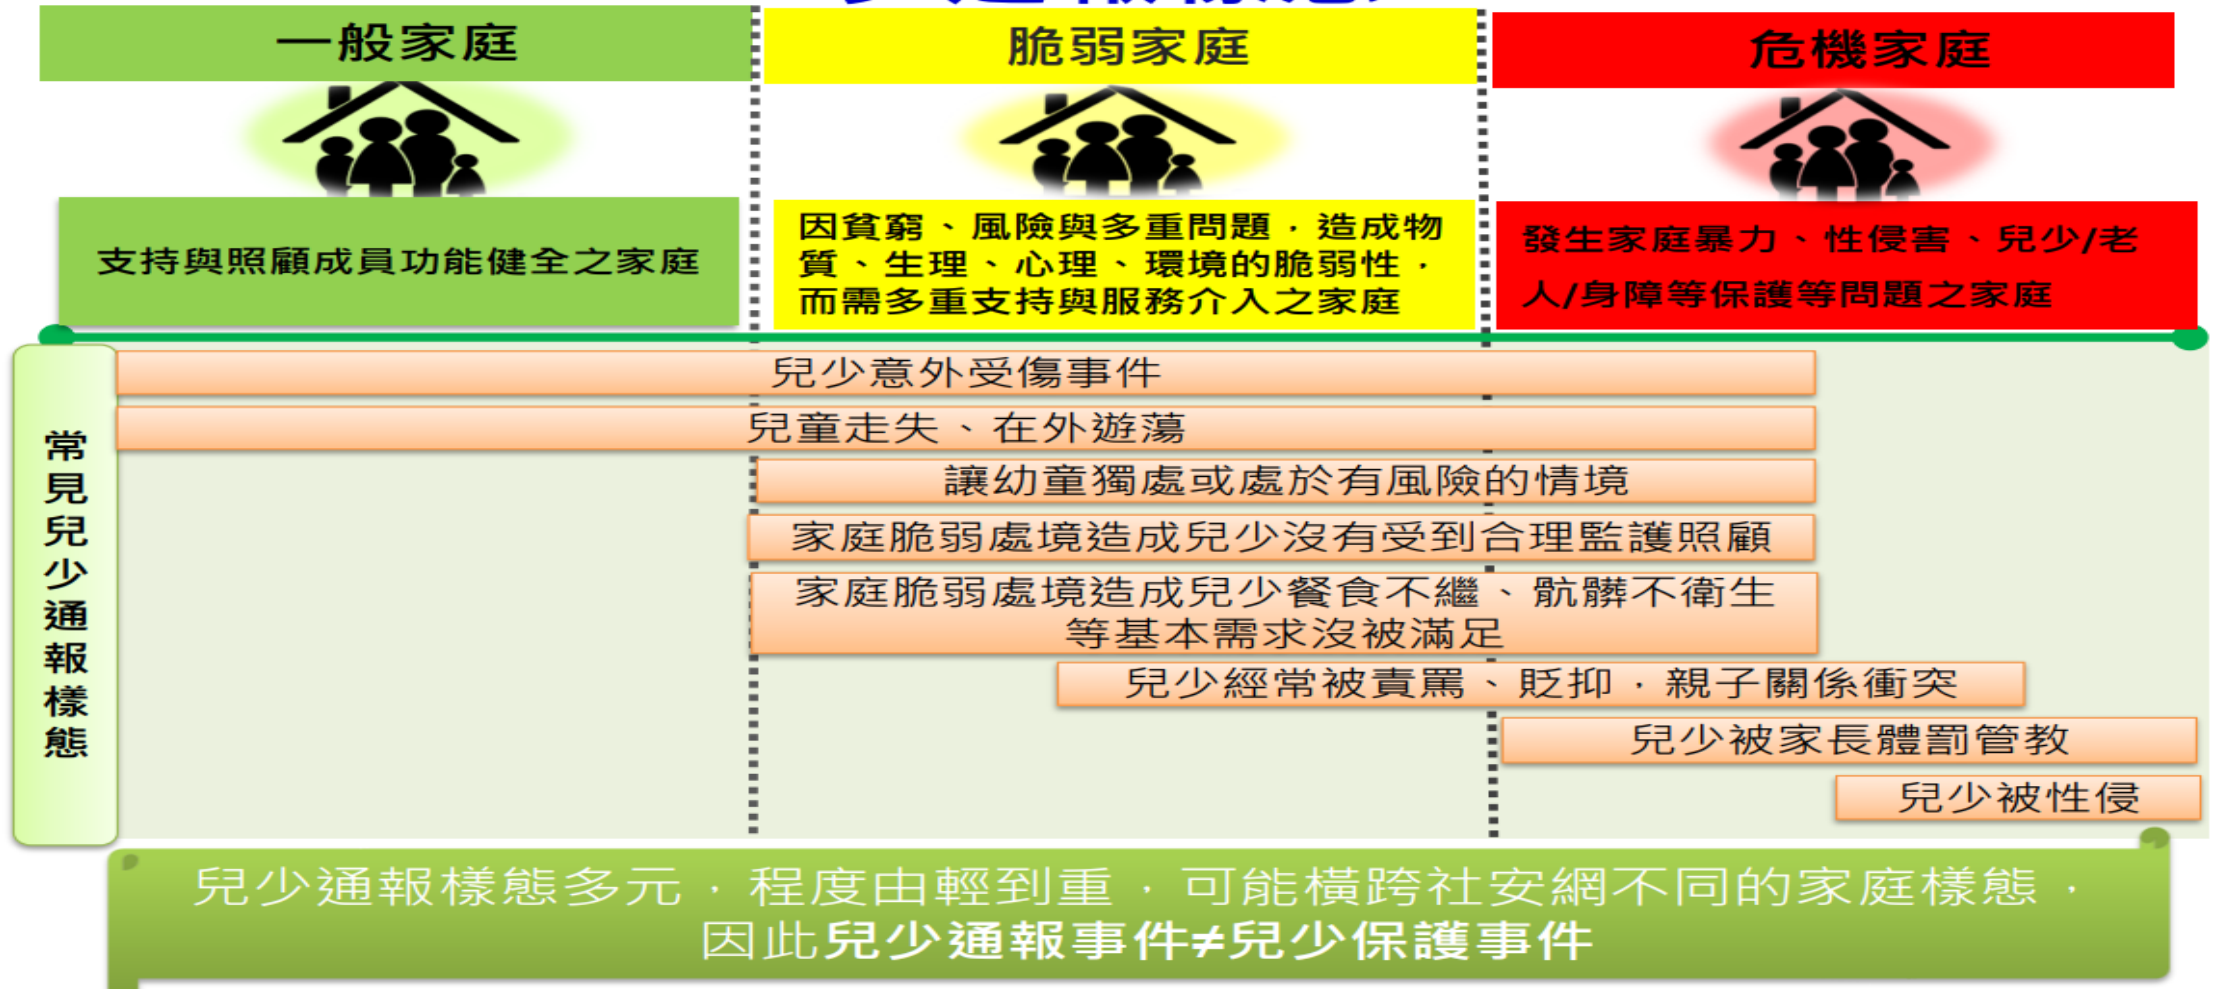 一般家庭
脆弱家庭
危機家庭
支持與照顧成員功能健全之家庭
因貧窮、風險與多重問題，造成物
質、生理、心理、環境的脆弱性，
而需多重支持與服務介入之家庭
發生家庭暴力、性侵害、兒少/老
人/身障等保護等問題之家庭
常見兒少通報樣態
兒少意外受傷事件
兒童走失、在外遊蕩
讓幼童獨處或處於有風險的情境
家庭脆弱處境造成兒少沒有受到合理監護照顧
家庭脆弱處境造成兒少餐食不繼、骯髒不衛生
等基本需求沒被滿足
兒少經常被責罵、貶抑，親子關係衝突
兒少被家長體罰管教
兒少被性侵
兒少通報樣態多元，程度由輕到重，可能橫跨社安網不同的家庭樣態，
因此兒少通報事件≠兒少保護事件